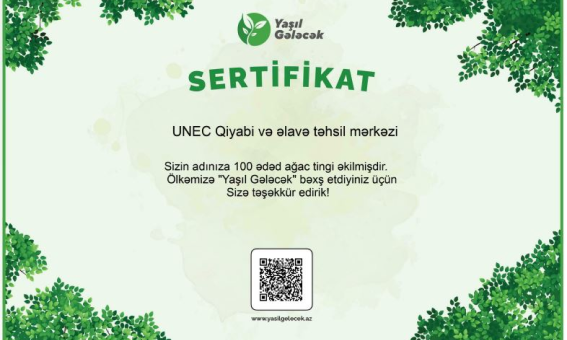 Yaşıl
Gələcək
SERTİFİKAT
UNEC Qiyabi və əlavə təhsil mərkəzi
Sizin adınıza 100 ədəd ağac tingi əkilmişdir.
Ölkəmizə "Yaşıl Gələcək" bəxş etdiyiniz üçün
Sizə təşəkkür edirik!
www.yasilgelecek.az